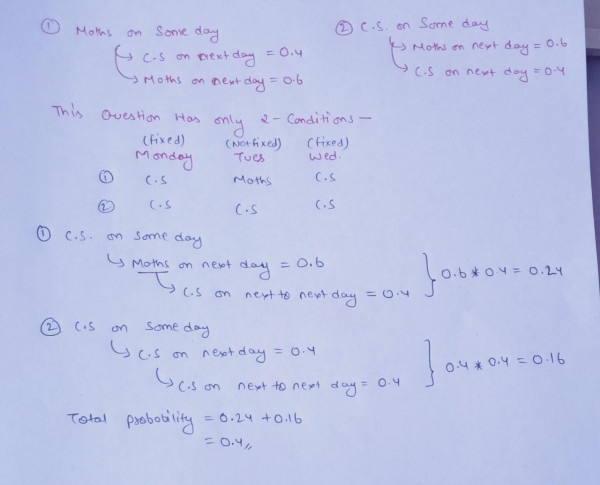 ① Maths on Some day
↳ C.S on next day = 0.4
↳ Maths on next day = 0.6
② C.S. on Some day
↳ Maths on next day = 0.6
↳ C.S on next day = 0.4
This Question Has only 2-Conditions —
(fixed) (Not fixed) (fixed)
Monday Tues Wed.
① C.S Maths C.S
② C.S C.S C.S
① C.S. on Some day
↳ Maths on next day = 0.6
↳ C.S on next to next day = 0.4
} 0.6 * 0.4 = 0.24
② C.S on Some day
↳ C.S on next day = 0.4
↳ C.S on next to next day = 0.4
} 0.4 * 0.4 = 0.16
Total probability = 0.24 + 0.16
= 0.4